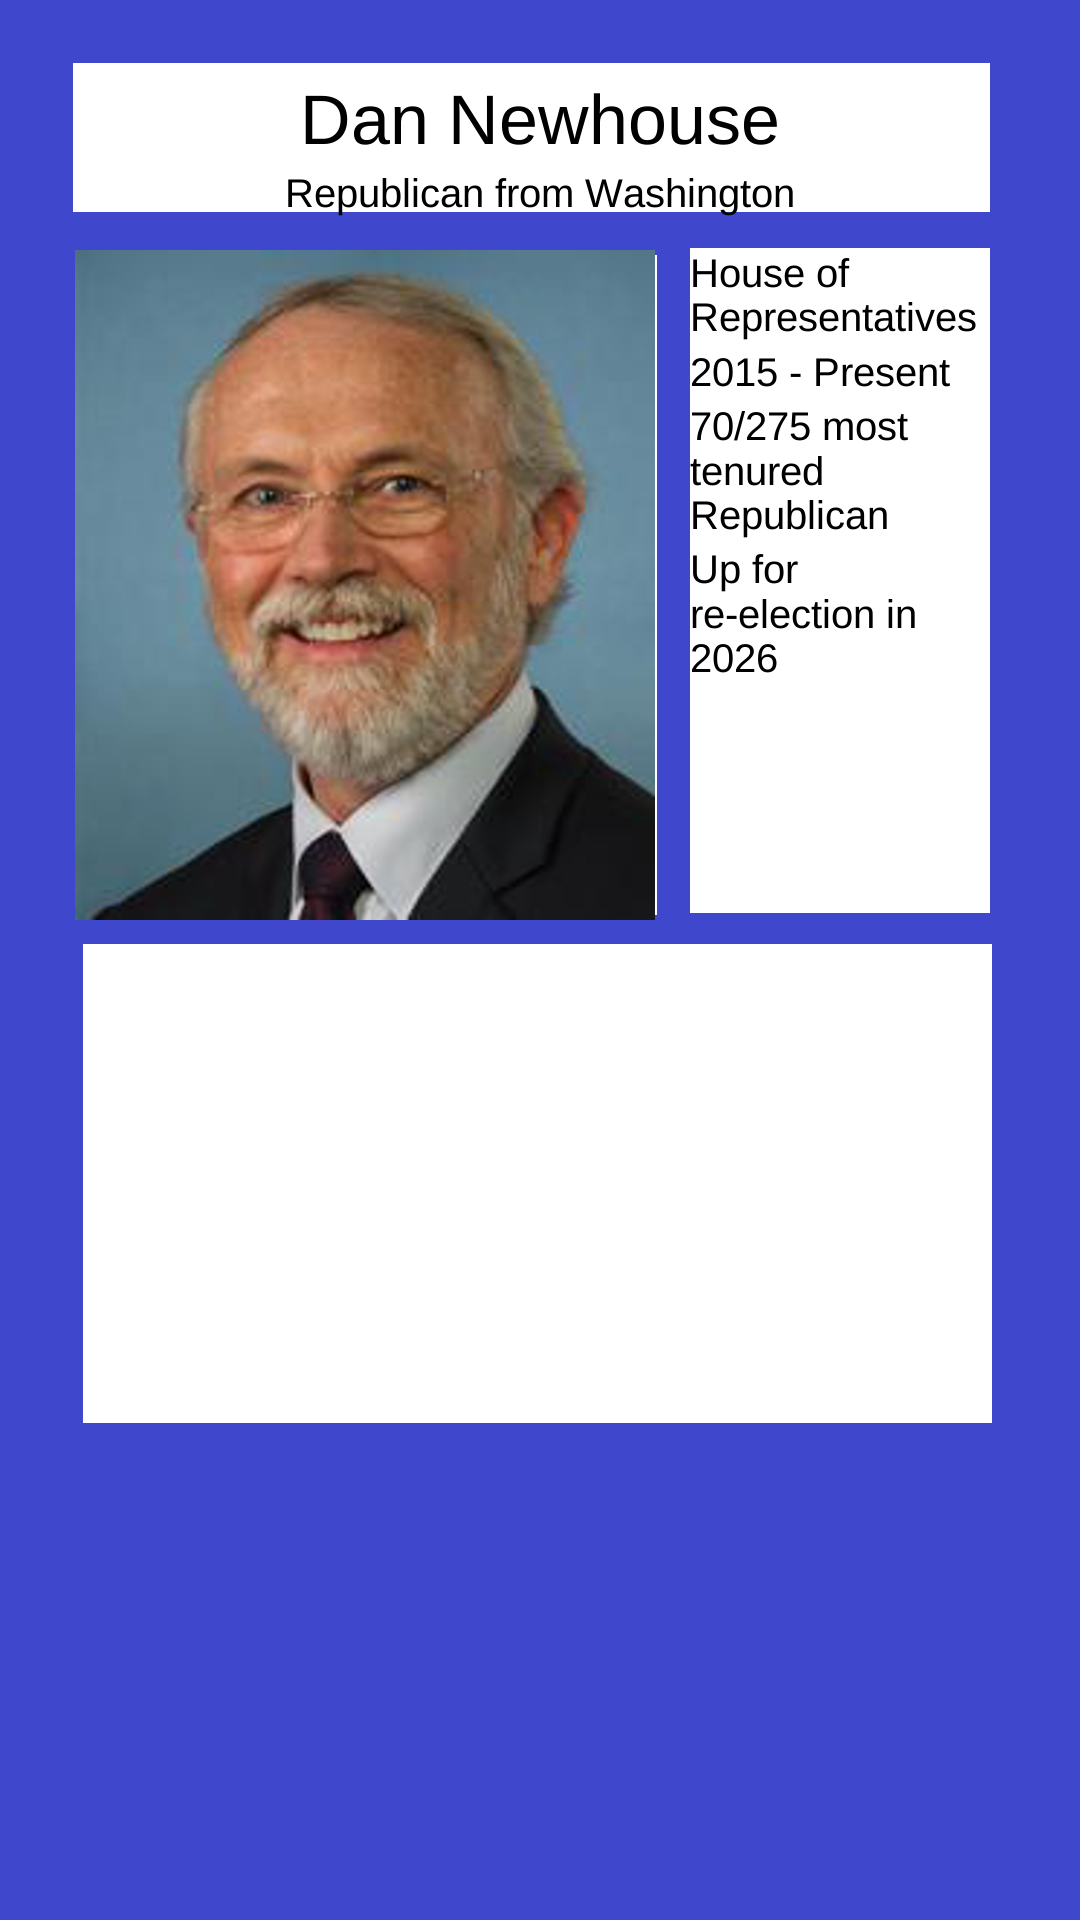 Dan Newhouse
Republican from Washington
House of
Representatives
2015 - Present
70/275 most
tenured
Republican
Up for
re-election in
2026